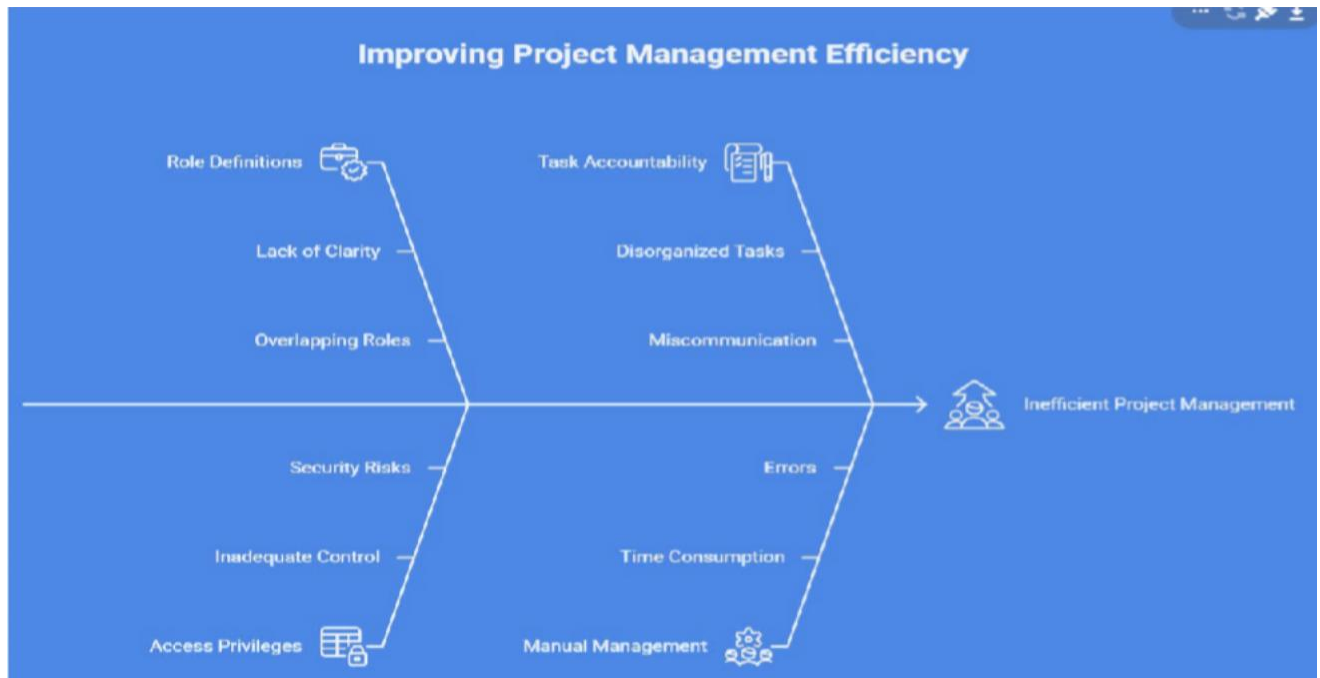 Improving Project Management Efficiency
Role Definitions
Task Accountability
Lack of Clarity
Disorganized Tasks
Overlapping Roles
Miscommunication
Inefficient Project Management
Security Risks
Errors
Inadequate Control
Time Consumption
Access Privileges
Manual Management